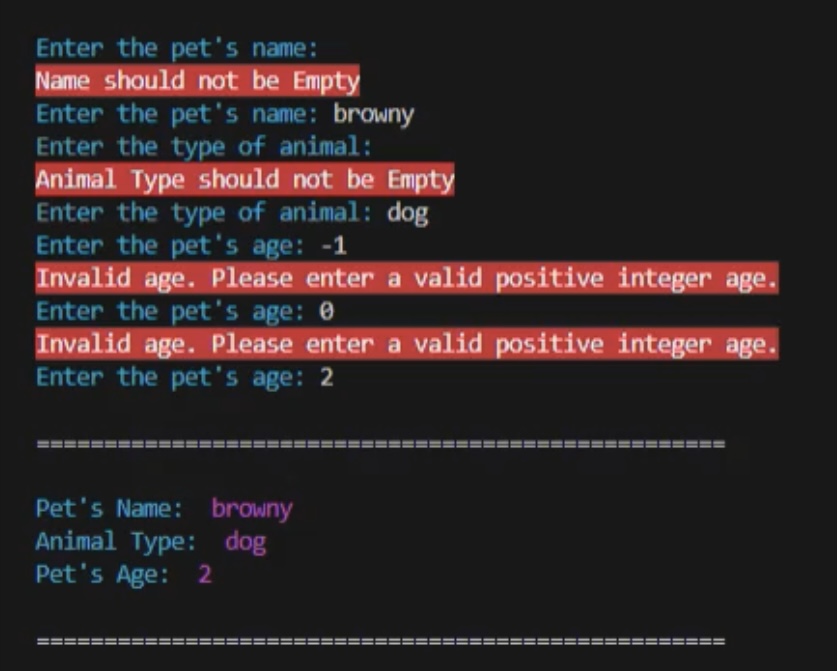 Enter the pet's name:
Name should not be Empty
Enter the pet's name: browny
Enter the type of animal:
Animal Type should not be Empty
Enter the type of animal: dog
Enter the pet's age: -1
Invalid age. Please enter a valid positive integer age.
Enter the pet's age: 0
Invalid age. Please enter a valid positive integer age.
Enter the pet's age: 2
===================================================
Pet's Name:  browny
Animal Type:  dog
Pet's Age:  2
===================================================